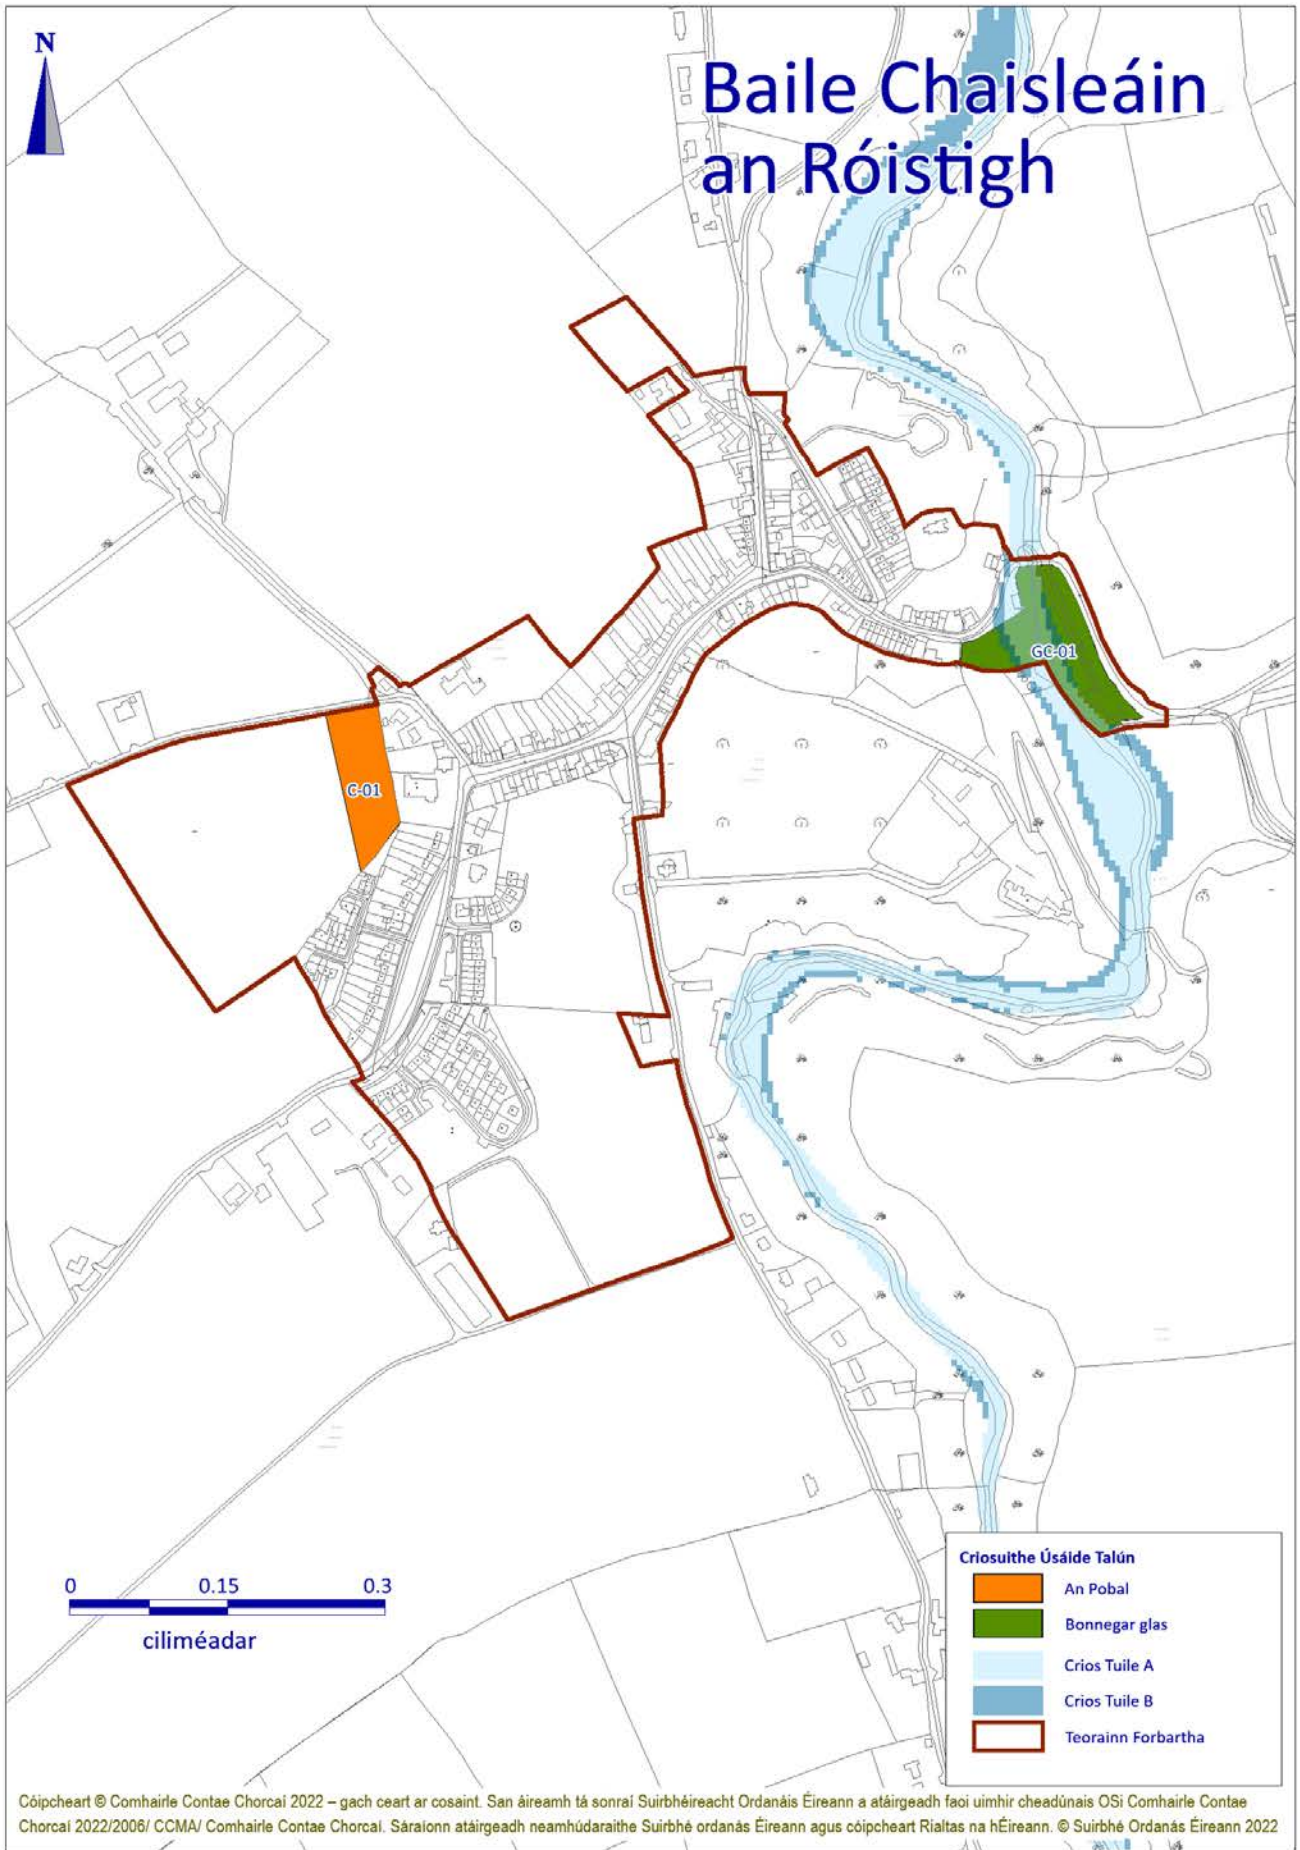 N
Baile Chaisleáin
an Róistigh
GC-01
C-01
0 0.15 0.3
ciliméadar
Criosuithe Úsáide Talún
An Pobal
Bonnegar glas
Crios Tuile A
Crios Tuile B
Teorainn Forbartha
Cóipcheart © Comhairle Contae Chorcaí 2022 – gach ceart ar cosaint. San áireamh tá sonraí Suirbhéireacht Ordanáis Éireann a atáirgeadh faoi uimhir cheadúnais OSi Comhairle Contae
Chorcaí 2022/2006/ CCMA/ Comhairle Contae Chorcaí. Sáraíonn atáirgeadh neamhúdaraithe Suirbhé ordanás Éireann agus cóipcheart Rialtas na hÉireann. © Suirbhé Ordanás Éireann 2022